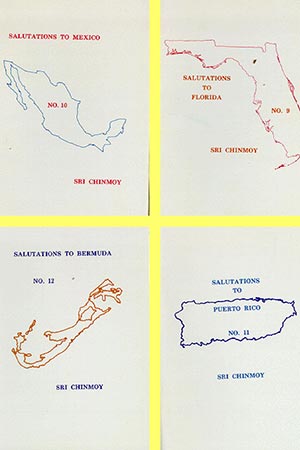 SALUTATIONS TO MEXICO
NO. 10
SRI CHINMOY
SALUTATIONS
TO
FLORIDA
NO. 9
SRI CHINMOY
SALUTATIONS TO BERMUDA
NO. 12
SRI CHINMOY
SALUTATIONS
TO
PUERTO RICO
NO. 11
SRI CHINMOY